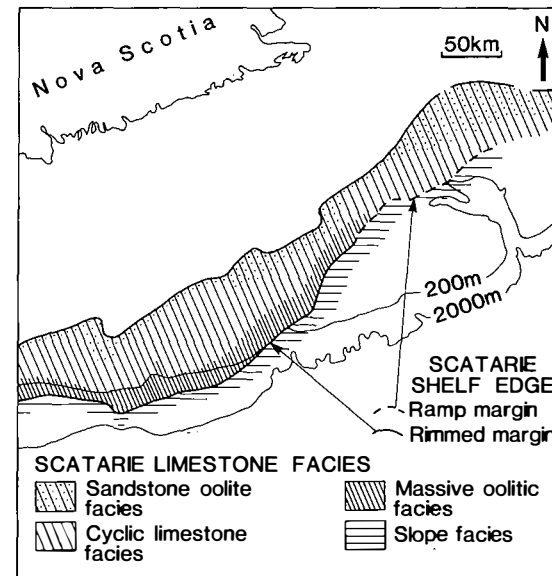 Nova Scotia
50km
N
200m
2000m
SCATARIE
SHELF EDGE
Ramp margin
Rimmed margin
SCATARIE LIMESTONE FACIES
Sandstone oolite
facies
Massive oolitic
facies
Cyclic limestone
facies
Slope facies